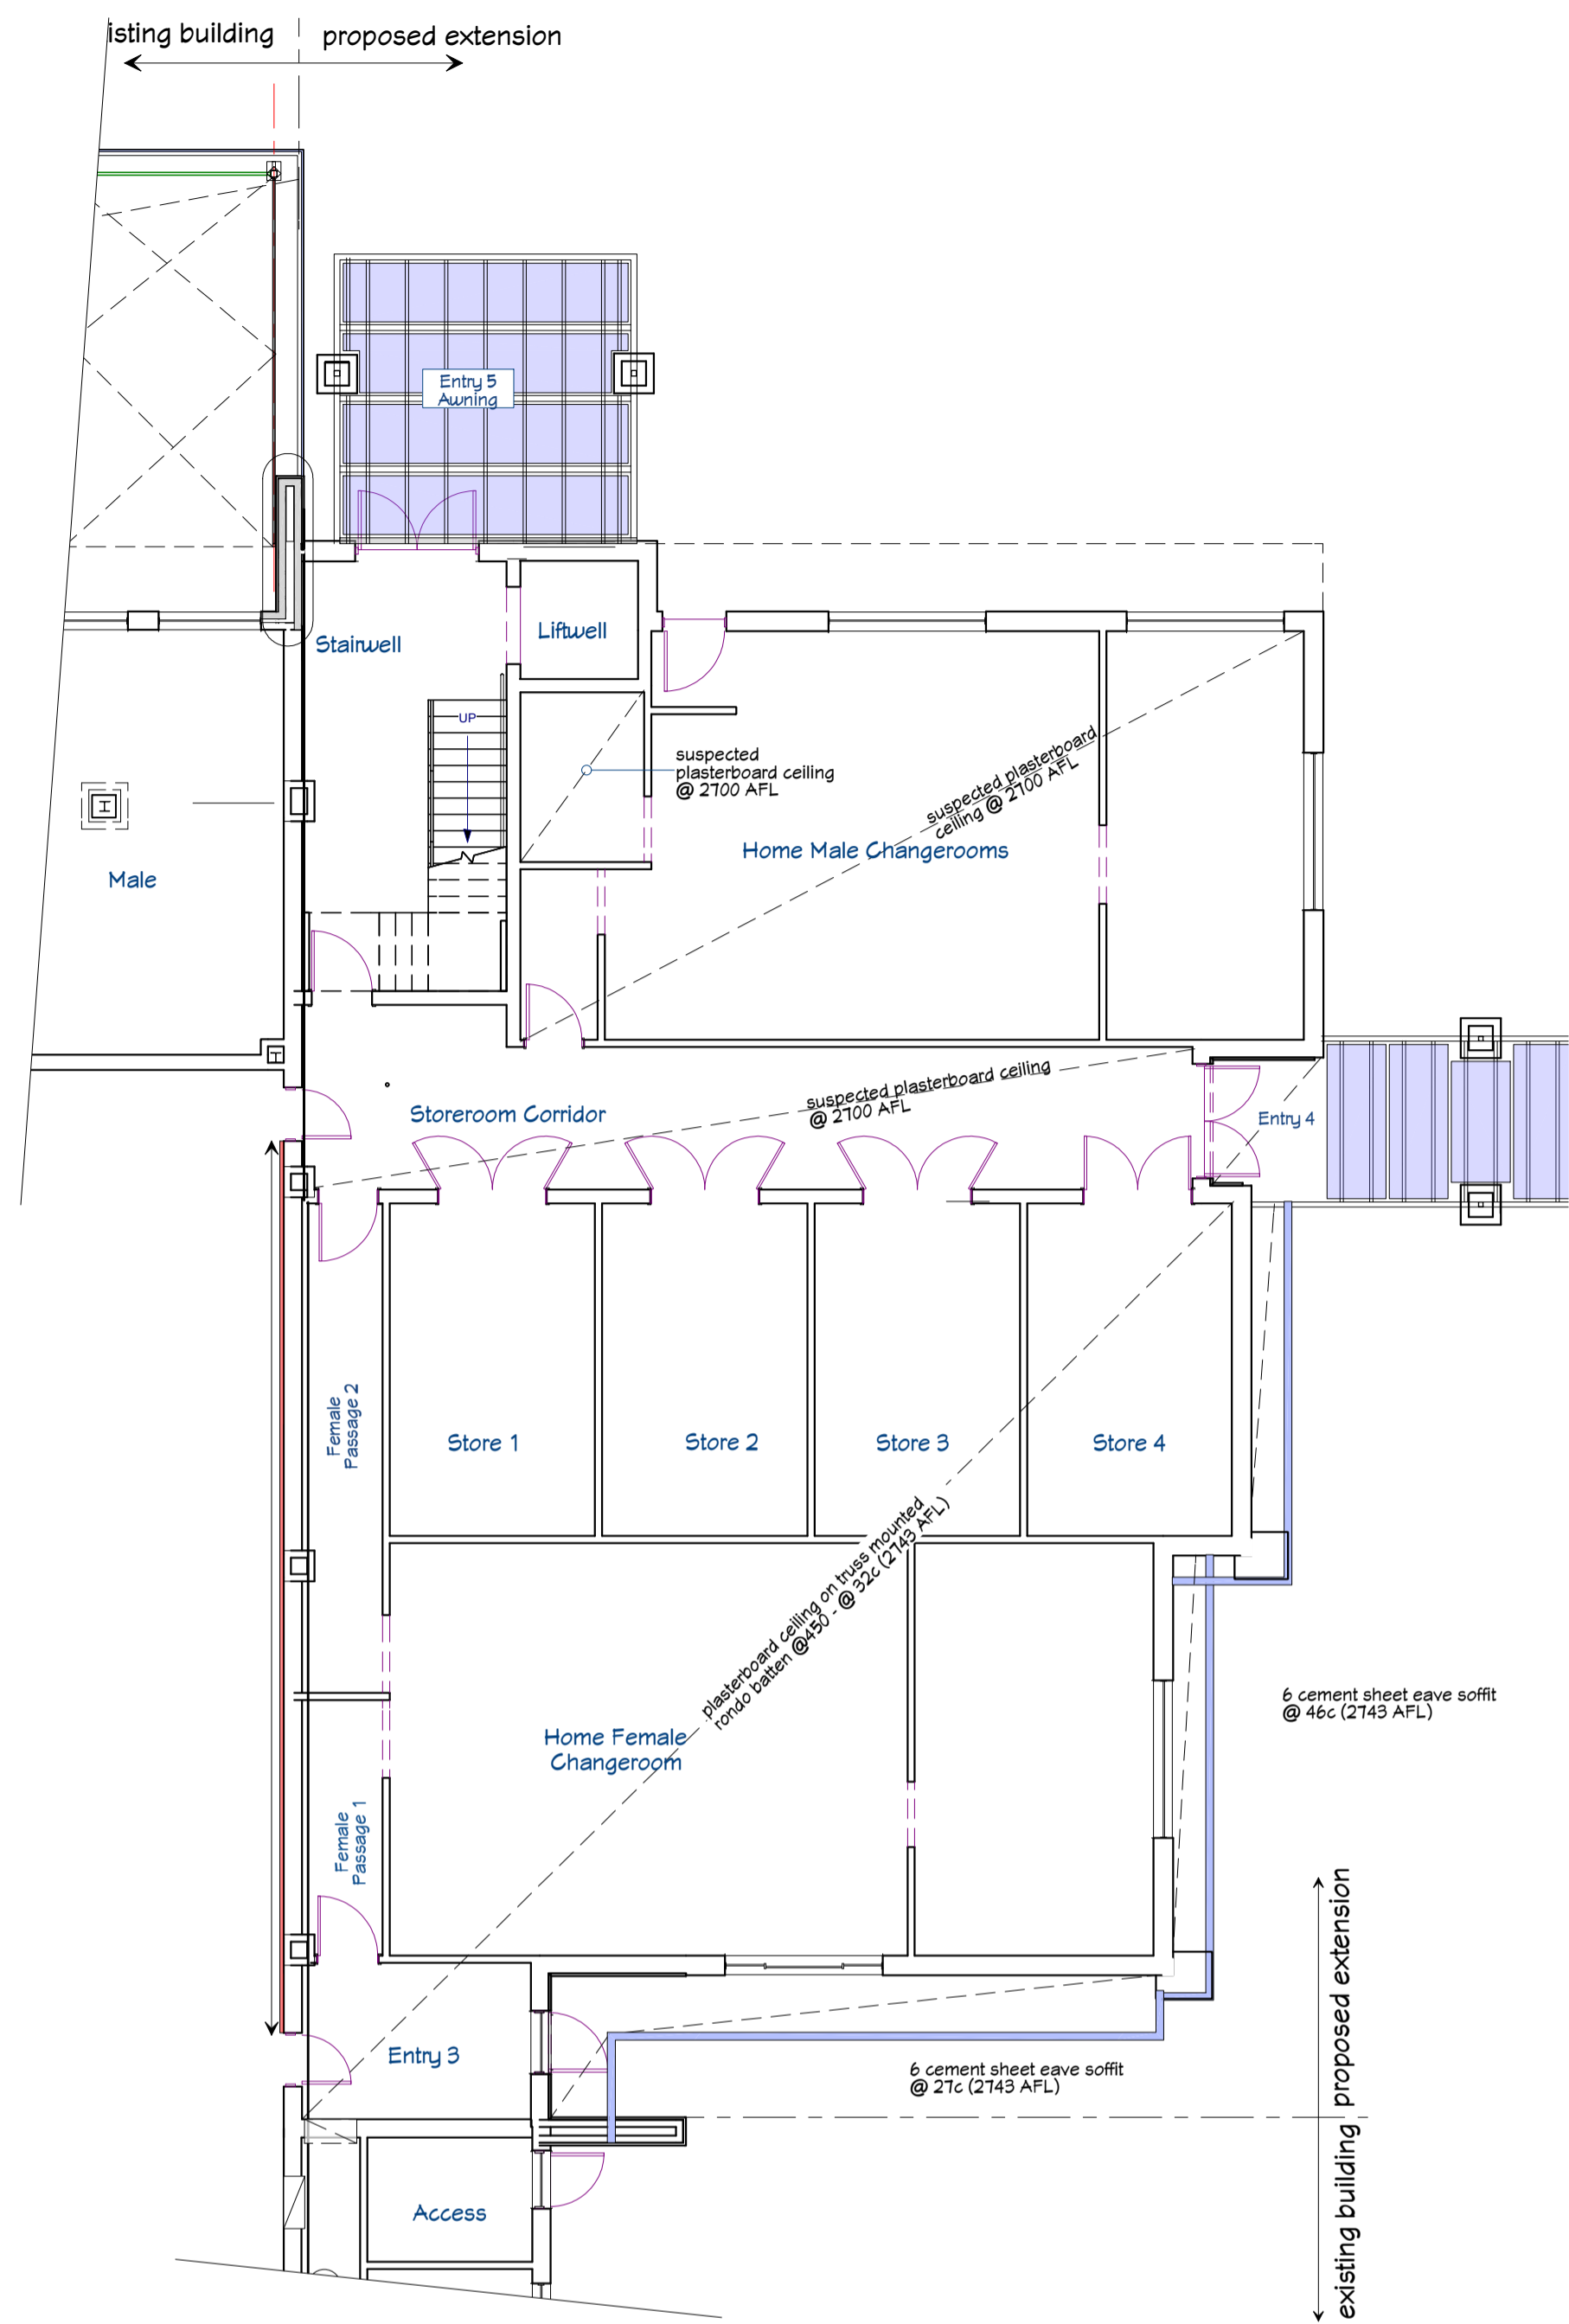 isting building
proposed extension
Entry 5
Awning
Stairwell
Liftwell
UP
suspected
plasterboard ceiling
@ 2700 AFL
suspected plasterboard
ceiling @ 2700 AFL
Home Male Changerooms
Male
suspected plasterboard ceiling
@ 2700 AFL
Storeroom Corridor
Entry 4
Female
Passage 2
Store 1
Store 2
Store 3
Store 4
plasterboard ceiling on truss mounted
rondo batten @450 - @ 32c (2743 AFL)
6 cement sheet eave soffit
@ 46c (2743 AFL)
Home Female
Changeroom
Female
Passage 1
Entry 3
6 cement sheet eave soffit
@ 27c (2743 AFL)
Access
existing building
proposed extension